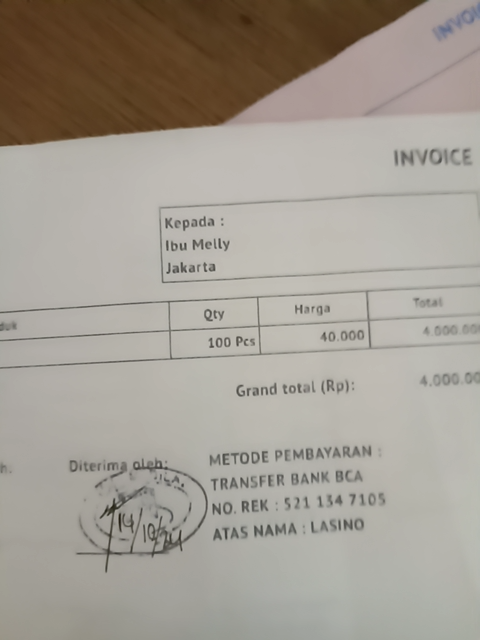 INVOI
INVOICE
Kepada :
Ibu Melly
Jakarta
duk Qty Harga Total
100 Pcs 40.000 4.000.00
Grand total (Rp): 4.000.00
h: Diterima oleh:
METODE PEMBAYARAN :
TRANSFER BANK BCA
NO. REK : 521 134 7105
ATAS NAMA : LASINO
14/10/24